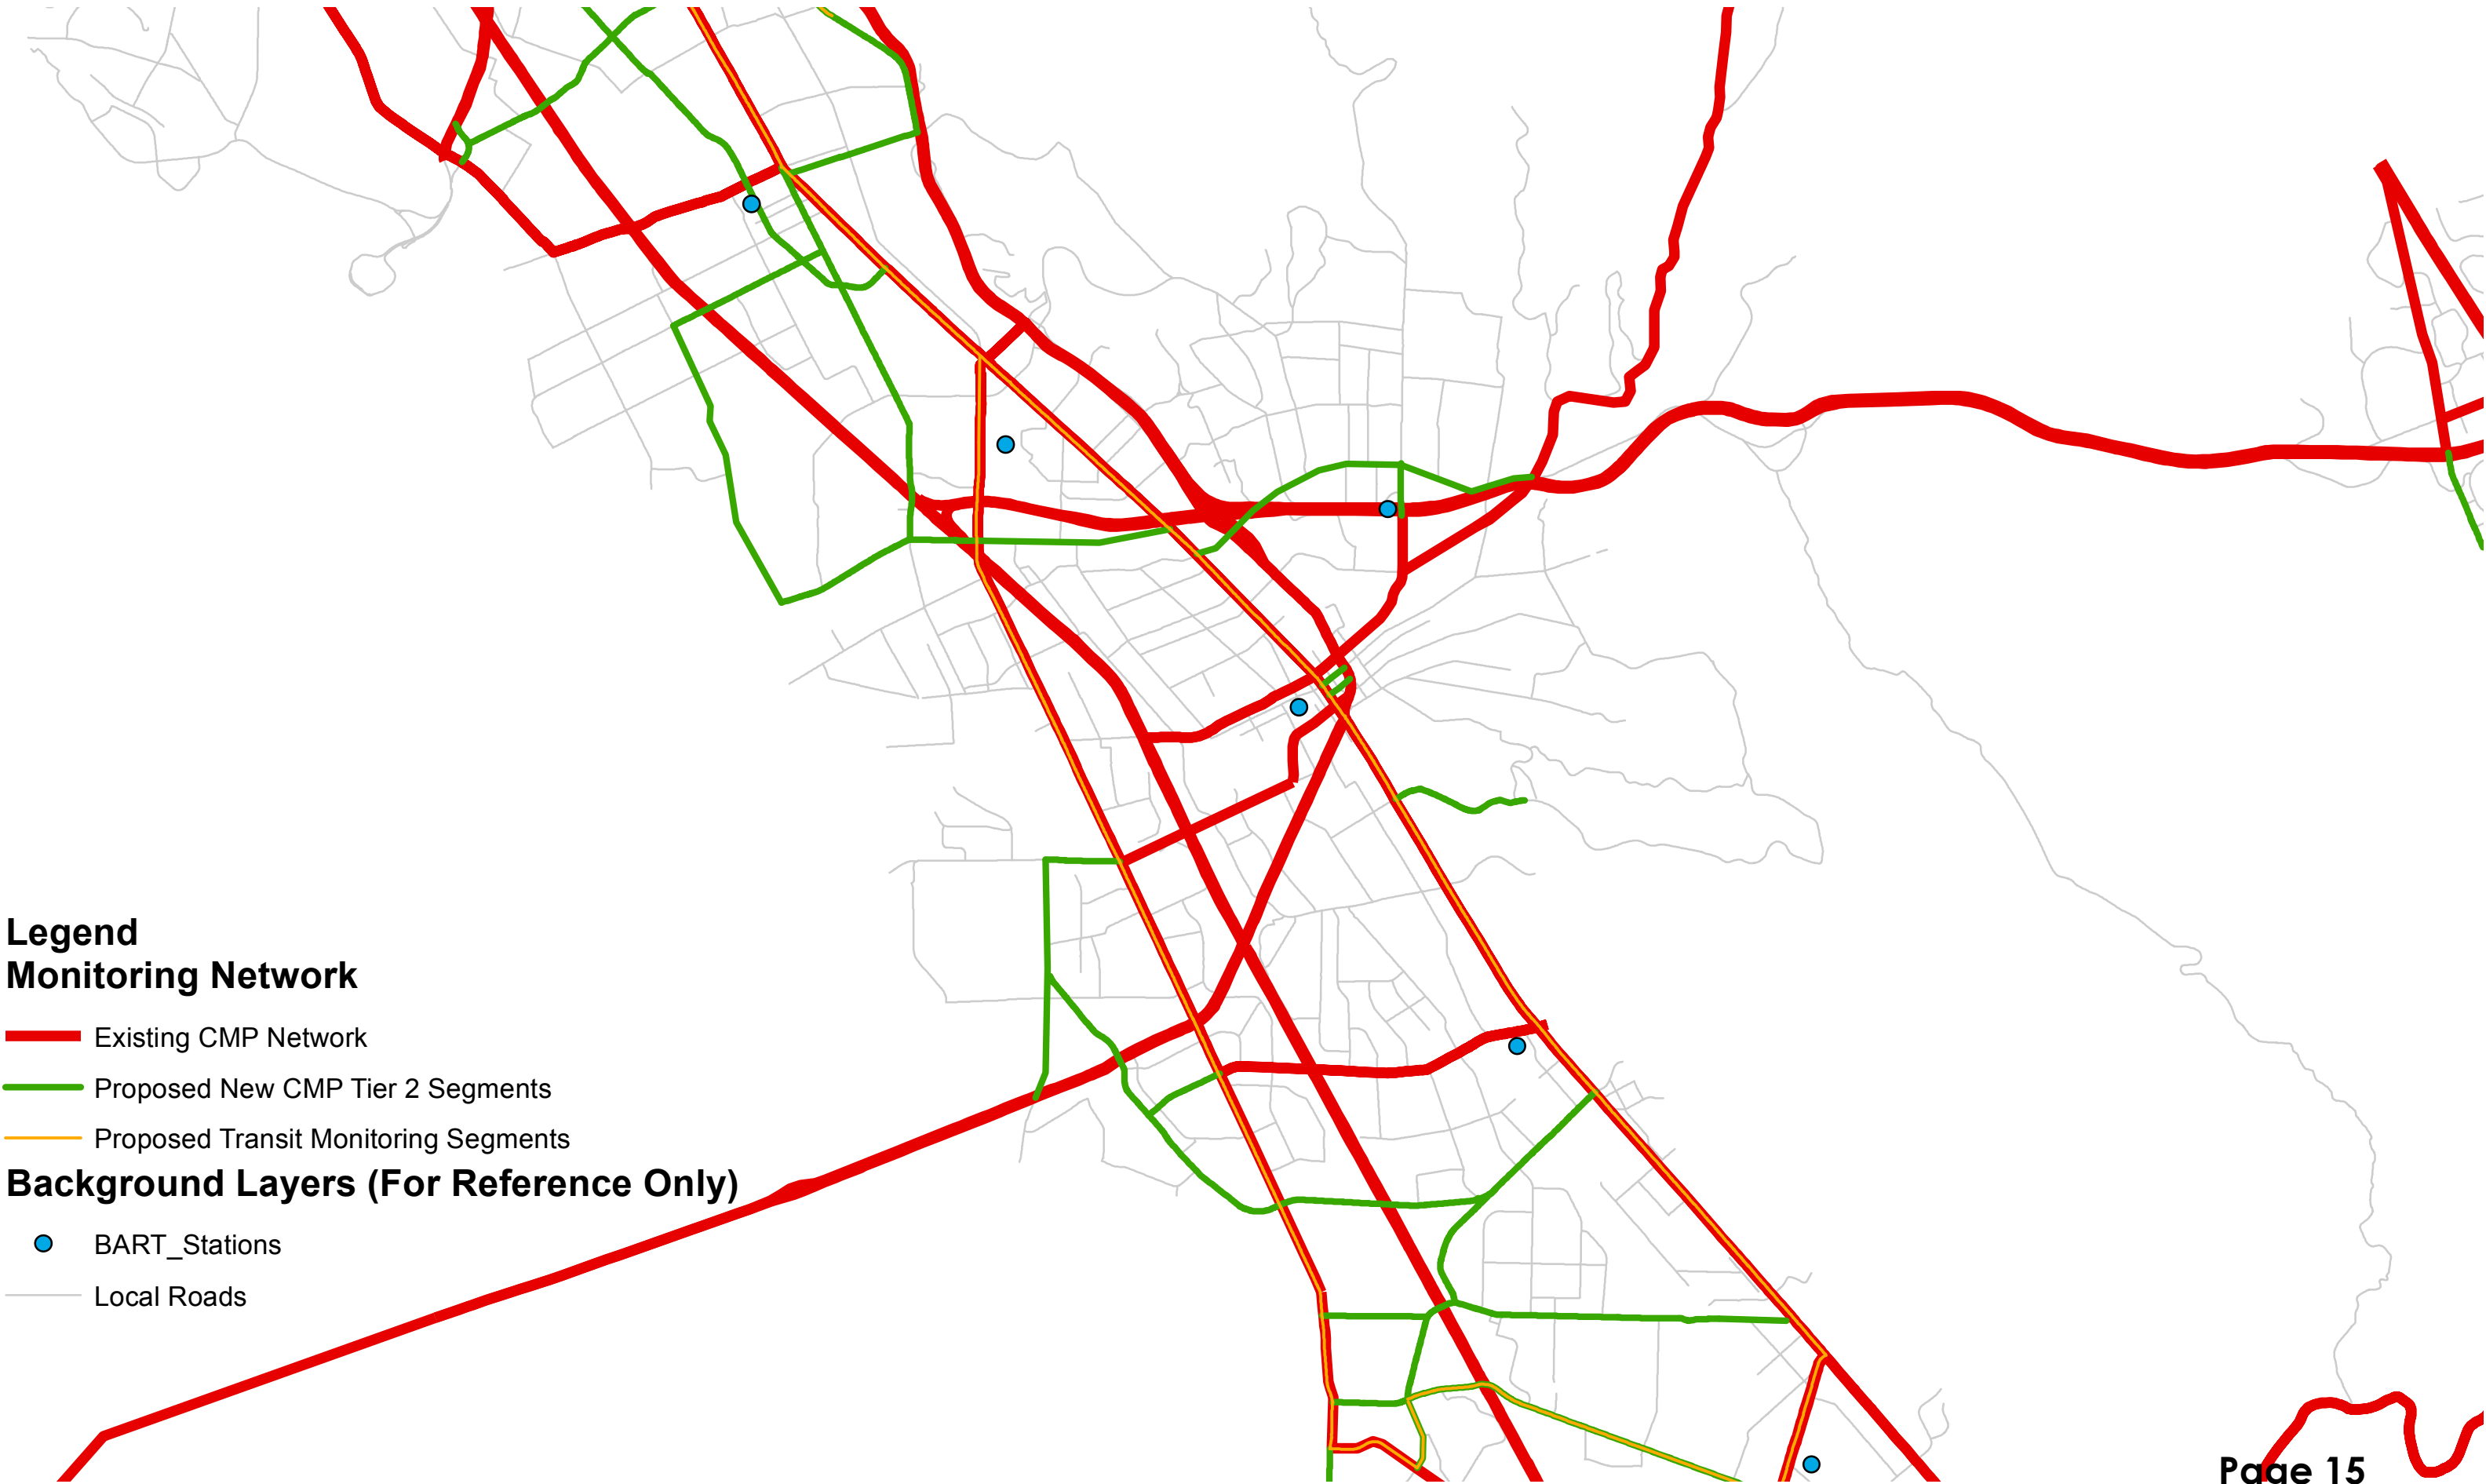 Legend
Monitoring Network
Existing CMP Network
Proposed New CMP Tier 2 Segments
Proposed Transit Monitoring Segments
Background Layers (For Reference Only)
BART_Stations
Local Roads
Page 15